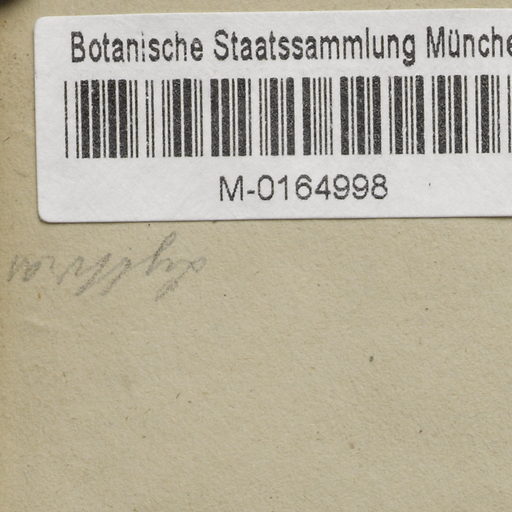 Botanische Staatssammlung Münche
M-0164998